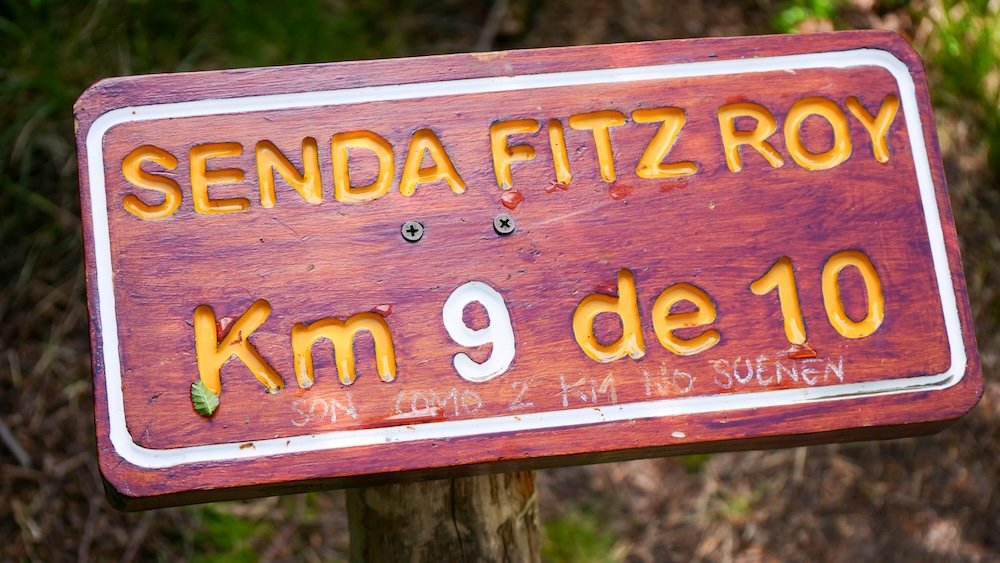 SENDA FITZ ROY
Km 9 de 10
SON COMO 2 KM NO SUEÑEN